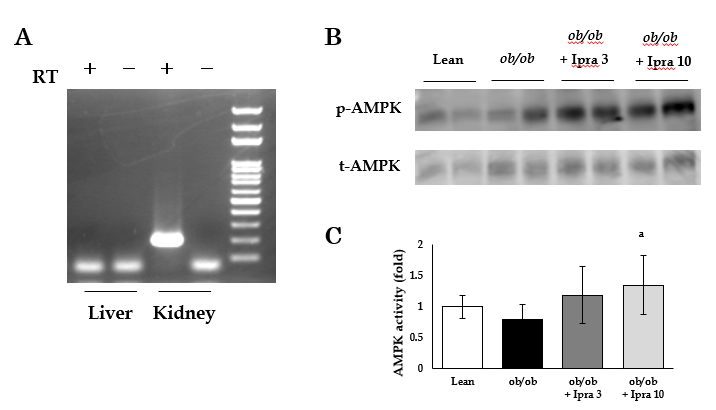 A
RT + − + −
Liver Kidney
B
Lean ob/ob ob/ob + Ipra 3 ob/ob + Ipra 10
p-AMPK
t-AMPK
C
a
AMPK activity (fold)
2
1.5
1
0.5
0
Lean ob/ob ob/ob + Ipra 3 ob/ob + Ipra 10